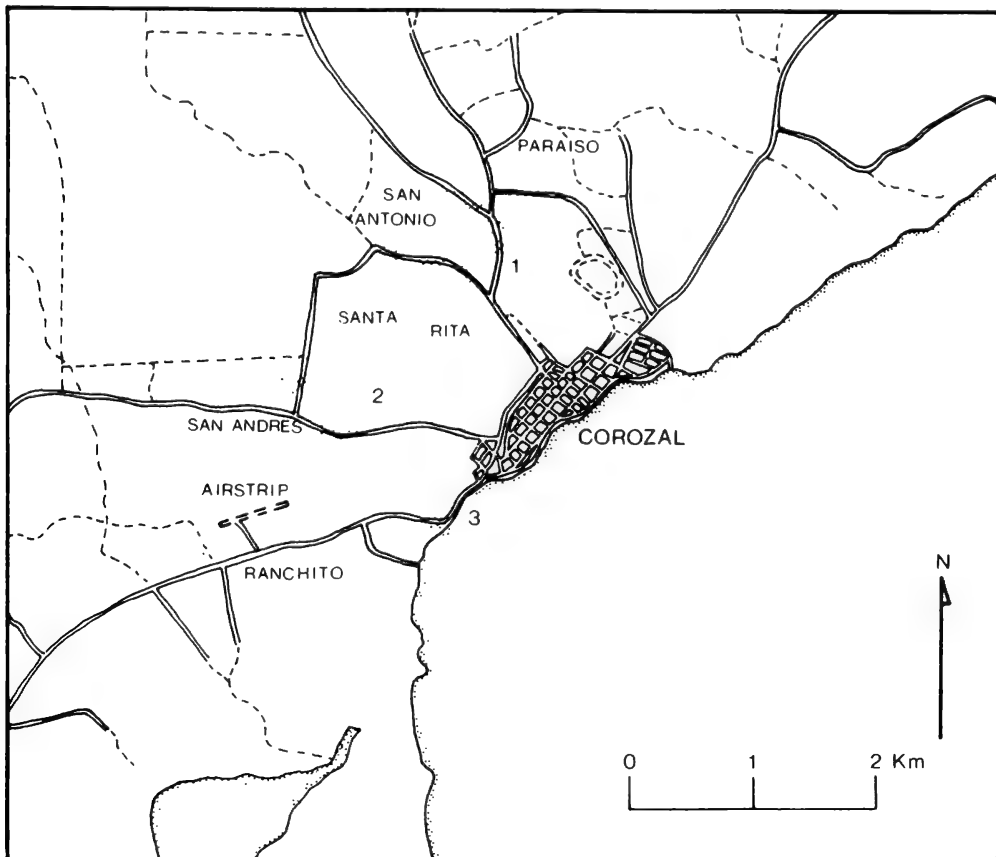 PARAISO
SAN
ANTONIO
1
SANTA RITA
2
SAN ANDRES
COROZAL
AIRSTRIP
3
RANCHITO
N
0 1 2 Km